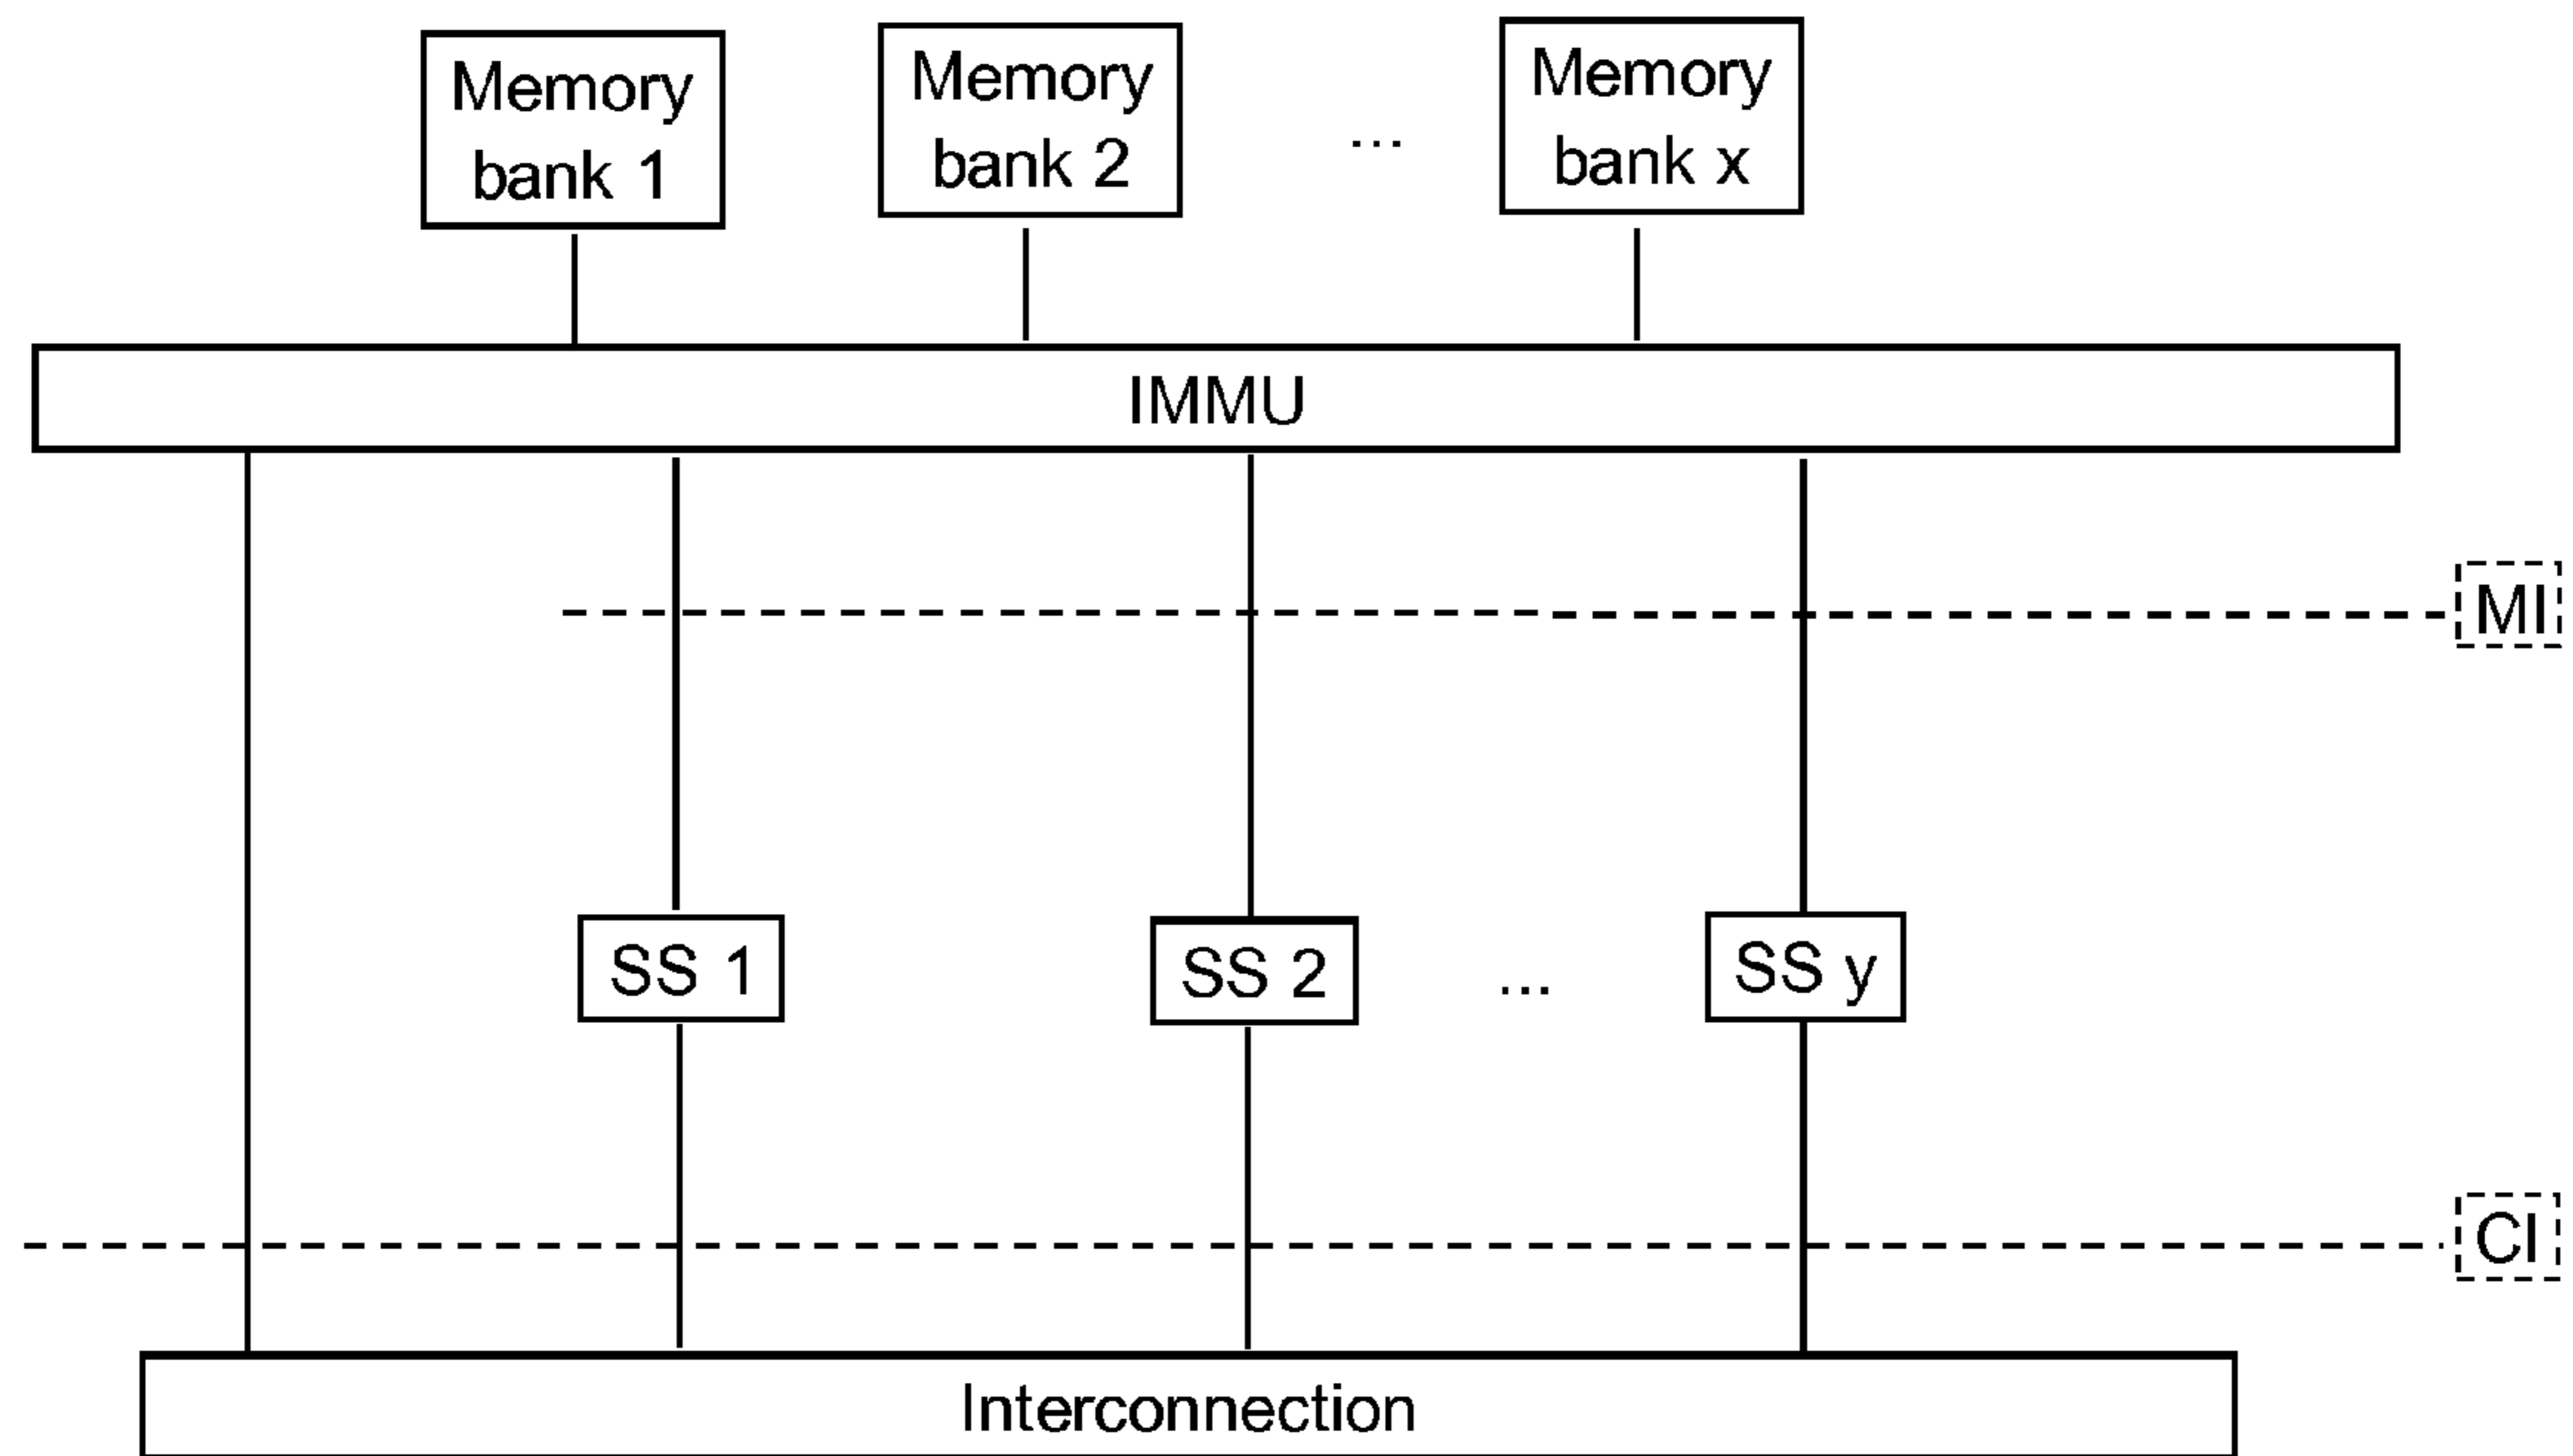 Memory
bank 1
Memory
bank 2
...
Memory
bank x
IMMU
MI
SS 1
SS 2
...
SS y
CI
Interconnection